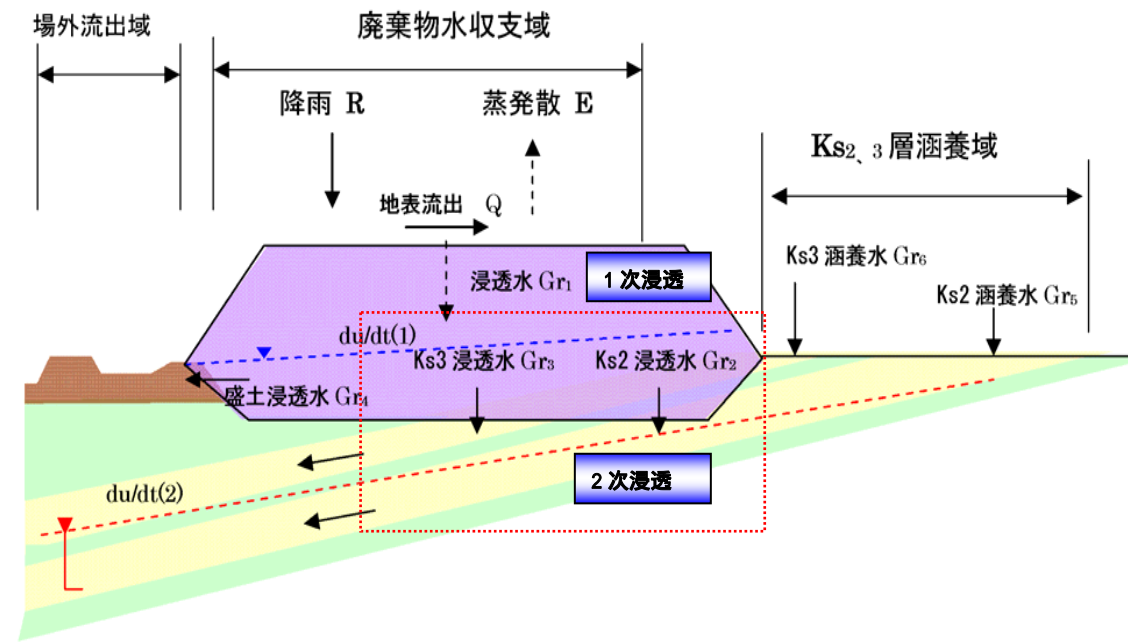 場外流出域
廃棄物水収支域
降雨 R
蒸発散 E
Ks2、3 層涵養域
地表流出 Q
Ks3 涵養水 Gr6
浸透水 Gr1
1 次浸透
Ks2 涵養水 Gr5
du/dt(1)
Ks3 浸透水 Gr3
Ks2 浸透水 Gr2
盛土浸透水 Gr4
2 次浸透
du/dt(2)